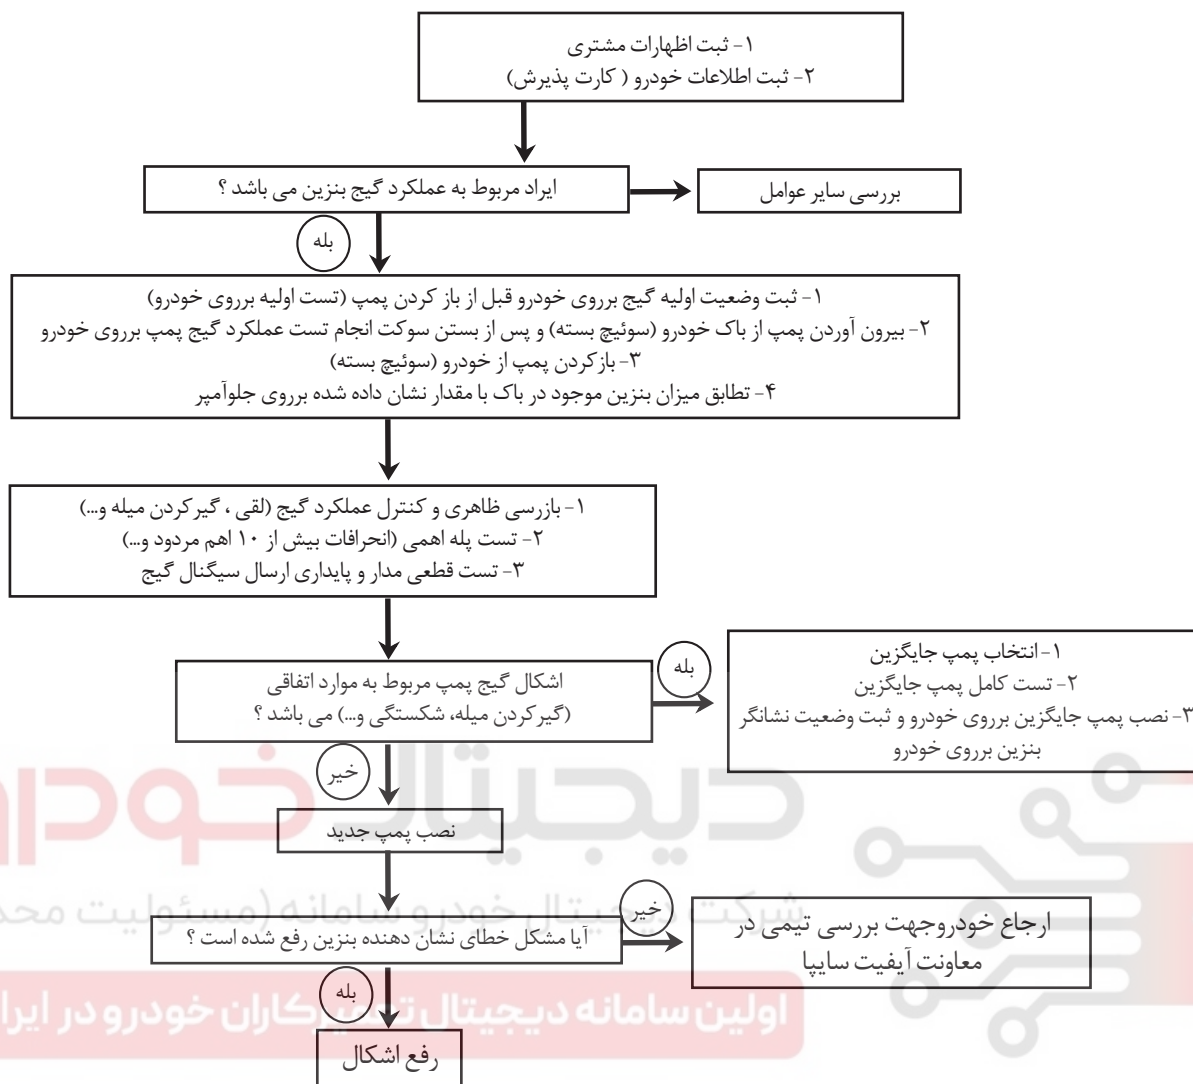 ۱- ثبت اظهارات مشتری
۲- ثبت اطلاعات خودرو ( کارت پذیرش)
ایراد مربوط به عملکرد گیج بنزین می باشد ؟
بررسی سایر عوامل
بله
۱- ثبت وضعیت اولیه گیج برروی خودرو قبل از باز کردن پمپ (تست اولیه برروی خودرو)
۲- بیرون آوردن پمپ از باک خودرو (سوئیچ بسته) و پس از بستن سوکت انجام تست عملکرد گیج پمپ برروی خودرو
۳- بازکردن پمپ از خودرو (سوئیچ بسته)
۴- تطابق میزان بنزین موجود در باک با مقدار نشان داده شده برروی جلوآمپر
۱- بازرسی ظاهری و کنترل عملکرد گیج (لقی ، گیرکردن میله و...)
۲- تست پله اهمی (انحرافات بیش از ۱۰ اهم مردود و...)
۳- تست قطعی مدار و پایداری ارسال سیگنال گیج
اشکال گیج پمپ مربوط به موارد اتفاقی
(گیرکردن میله، شکستگی و...) می باشد ؟
بله
۱- انتخاب پمپ جایگزین
۲- تست کامل پمپ جایگزین
۳- نصب پمپ جایگزین برروی خودرو و ثبت وضعیت نشانگر
بنزین برروی خودرو
خیر
نصب پمپ جدید
آیا مشکل خطای نشان دهنده بنزین رفع شده است ؟
خیر
ارجاع خودروجهت بررسی تیمی در
معاونت آیفیت سایپا
بله
رفع اشکال
دیجیتال خودرو
شرکت دیجیتال خودرو سامانه (مسئولیت محد
اولین سامانه دیجیتال تعمیرکاران خودرو در ایرا